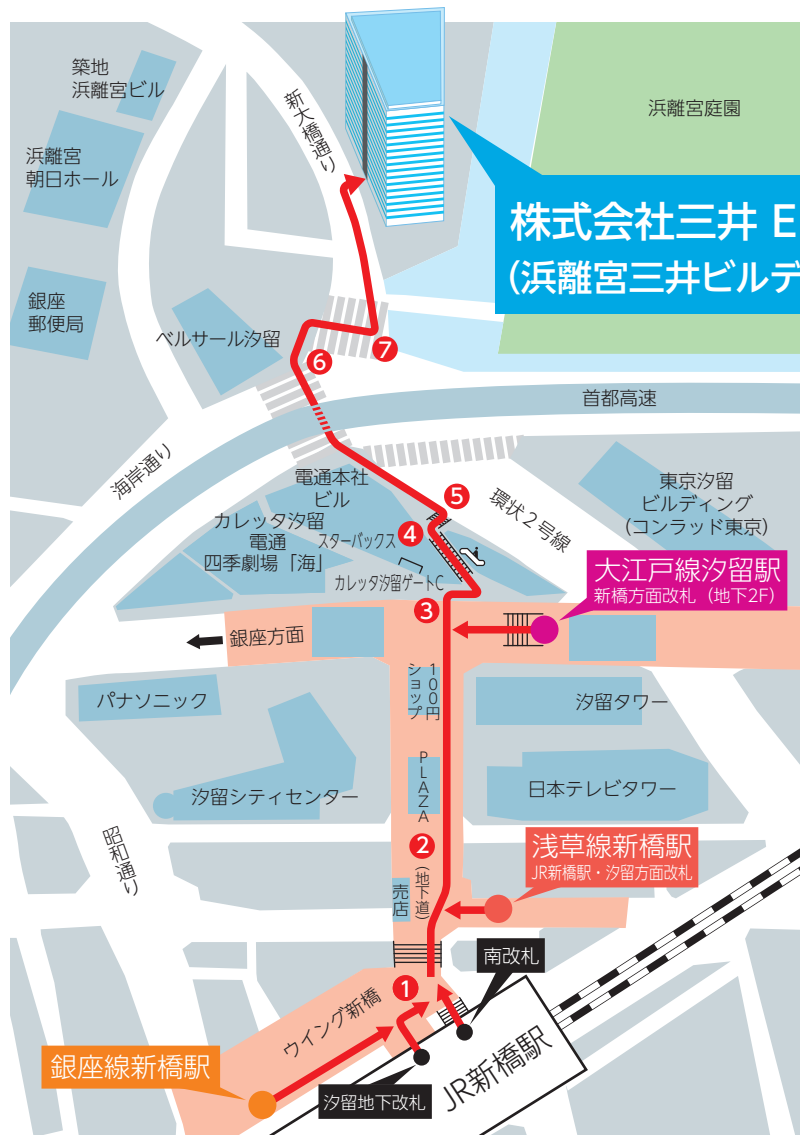 築地
浜離宮ビル
新大橋通り
浜離宮庭園
浜離宮
朝日ホール
株式会社三井 E
(浜離宮三井ビルデ
銀座
郵便局
ベルサール汐留
⑦
⑥
首都高速
海岸通り
電通本社
ビル
⑤
環状2号線
東京汐留
ビルディング
(コンラッド東京)
カレッタ汐留
電通
四季劇場「海」
④
スターバックス
カレッタ汐留ゲートC
大江戸線汐留駅
新橋方面改札（地下2F）
③
銀座方面
100円
ショップ
パナソニック
汐留タワー
PLAZA
汐留シティセンター
日本テレビタワー
昭和通り
②
(地下道)
浅草線新橋駅
JR新橋駅・汐留方面改札
売店
南改札
①
ウイング新橋
銀座線新橋駅
汐留地下改札
JR新橋駅